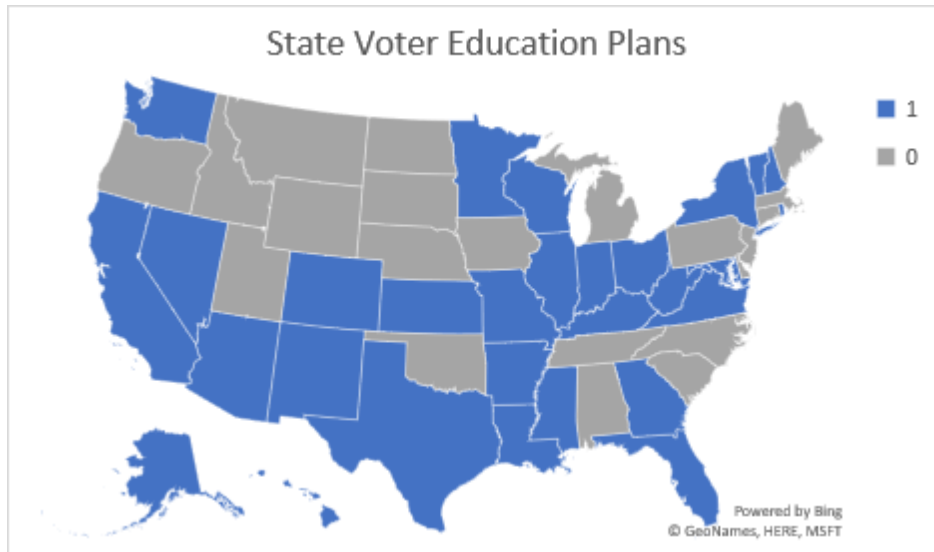 State Voter Education Plans
1
0
Powered by Bing
© GeoNames, HERE, MSFT